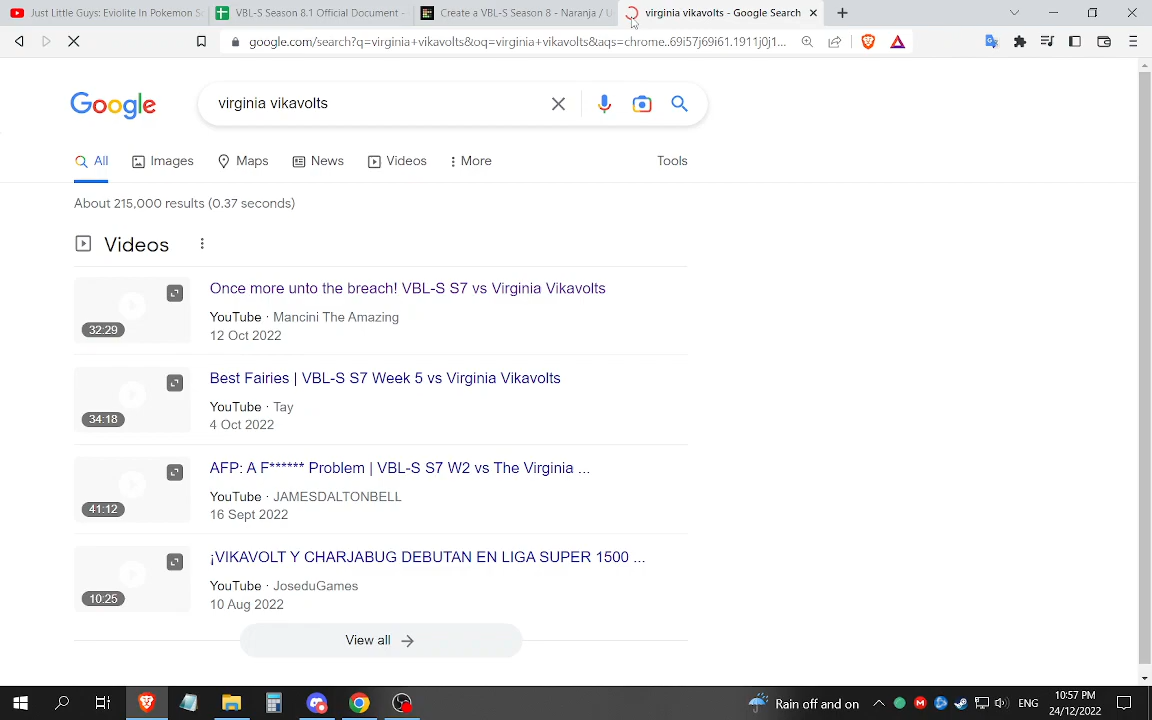 Just Little Guys: Eviolite In Pokemon S
VBL-S Season 8.1 Official Document -
Create a VBL-S Season 8 - Naranja / U
virginia vikavolts - Google Search
google.com/search?q=virginia+vikavolts&oq=virginia+vikavolts&aqs=chrome..69i57j69i61.1911j0j1...
Google
virginia vikavolts
All
Images
Maps
News
Videos
More
Tools
About 215,000 results (0.37 seconds)
Videos
Once more unto the breach! VBL-S S7 vs Virginia Vikavolts
YouTube · Mancini The Amazing
32:29
12 Oct 2022
Best Fairies | VBL-S S7 Week 5 vs Virginia Vikavolts
YouTube · Tay
34:18
4 Oct 2022
AFP: A F****** Problem | VBL-S S7 W2 vs The Virginia ...
YouTube · JAMESDALTONBELL
41:12
16 Sept 2022
¡VIKAVOLT Y CHARJABUG DEBUTAN EN LIGA SUPER 1500 ...
YouTube · JoseduGames
10:25
10 Aug 2022
View all
Rain off and on
ENG
10:57 PM
24/12/2022